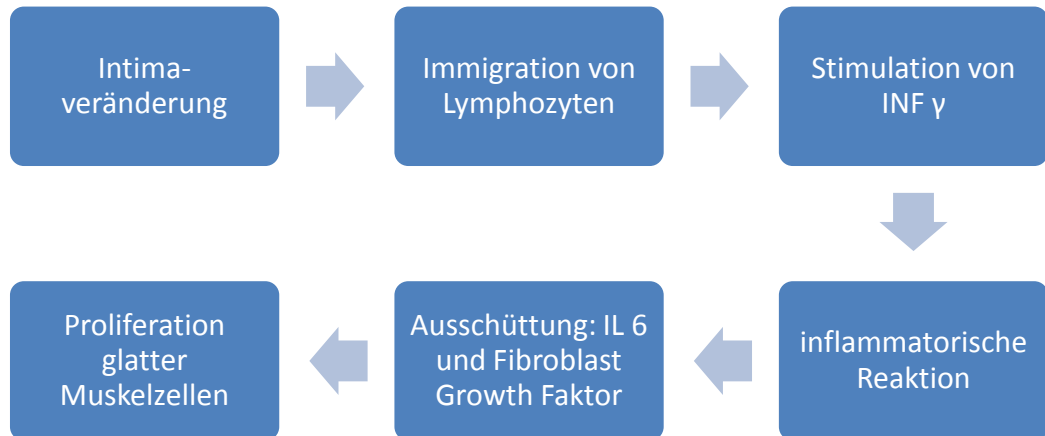 Intima-
veränderung
Immigration von
Lymphozyten
Stimulation von
INF γ
inflammatorische
Reaktion
Ausschüttung: IL 6
und Fibroblast
Growth Faktor
Proliferation
glatter
Muskelzellen